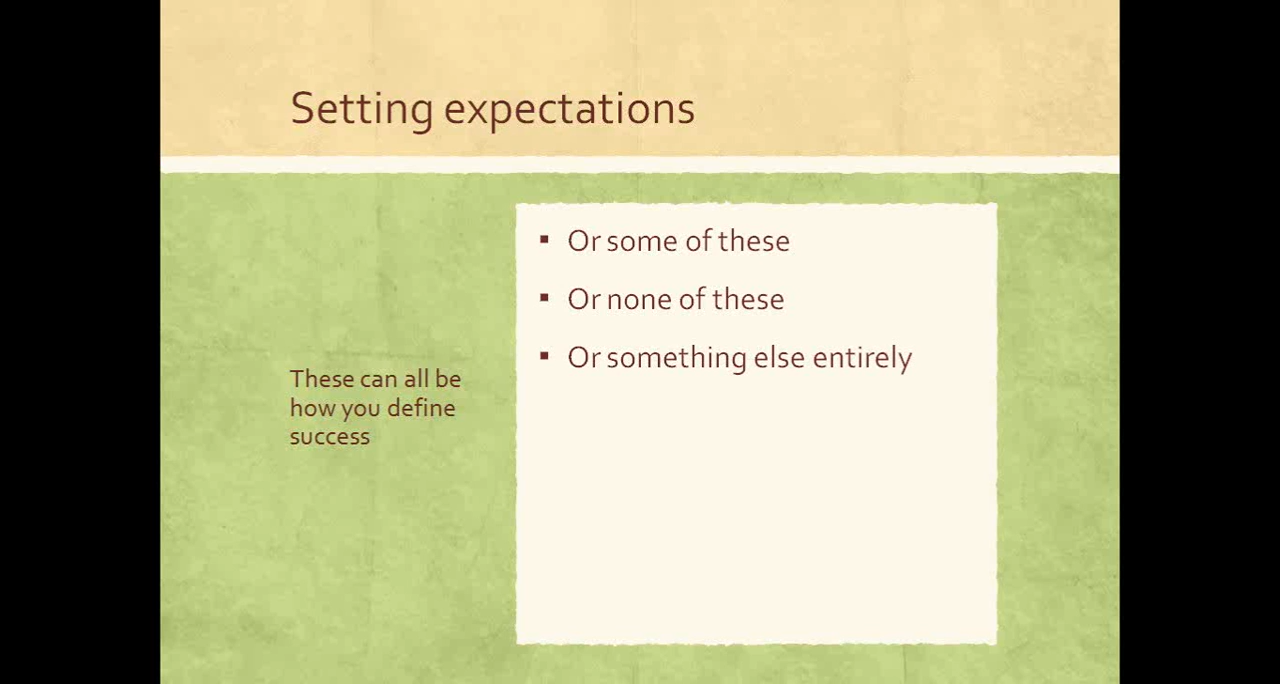 Setting expectations
These can all be
how you define
success
▪ Or some of these
▪ Or none of these
▪ Or something else entirely